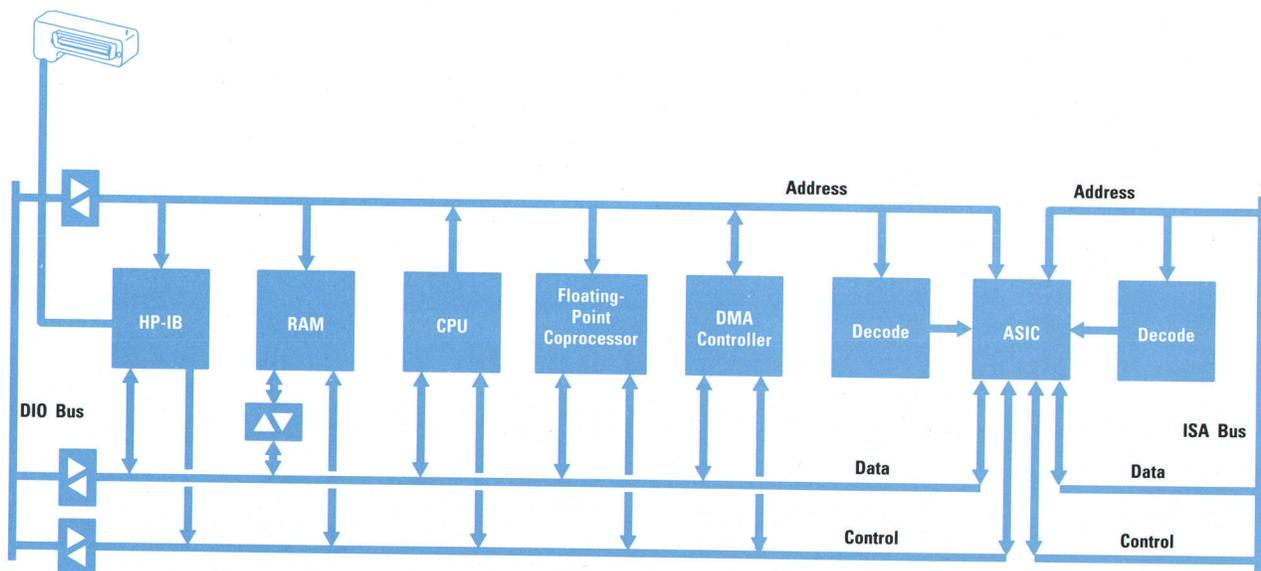 Address
Address
HP-IB
RAM
CPU
Floating-
Point
Coprocessor
DMA
Controller
Decode
ASIC
Decode
DIO Bus
ISA Bus
Data
Data
Control
Control